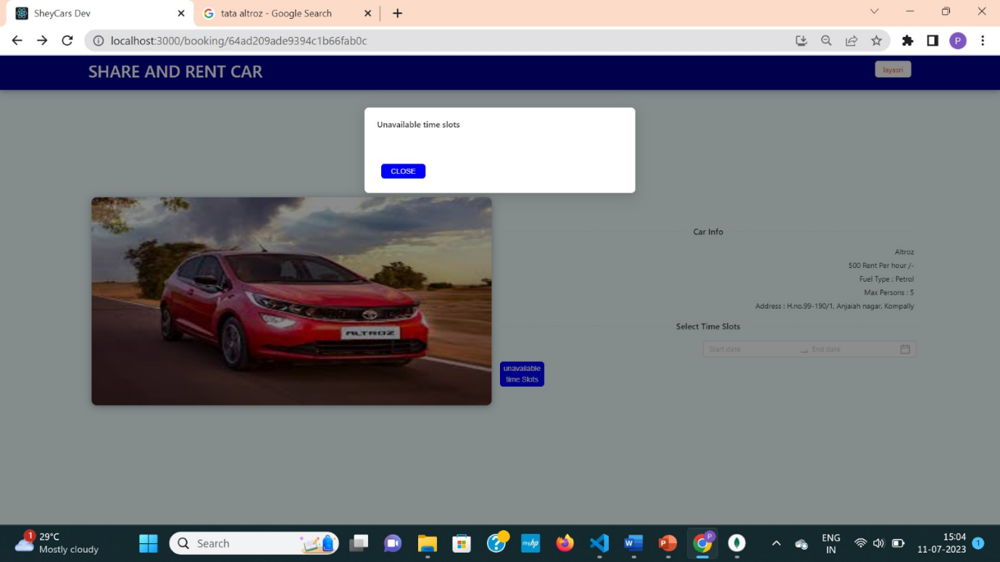 SheyCars Dev
tata altroz - Google Search
localhost:3000/booking/64ad209ade9394c1b66fab0c
P
SHARE AND RENT CAR
layasri
Unavailable time slots
CLOSE
Car Info
Altroz
500 Rent Per hour /-
Fuel Type : Petrol
Max Persons : 5
Address : H.no.99-190/1, Anjaiah nagar, Kompally
Select Time Slots
Start date
End date
unavailable
time Slots
ALTROZ
1
29°C
Mostly cloudy
Search
myhp
W
P
P
ENG
IN
15:04
11-07-2023
1